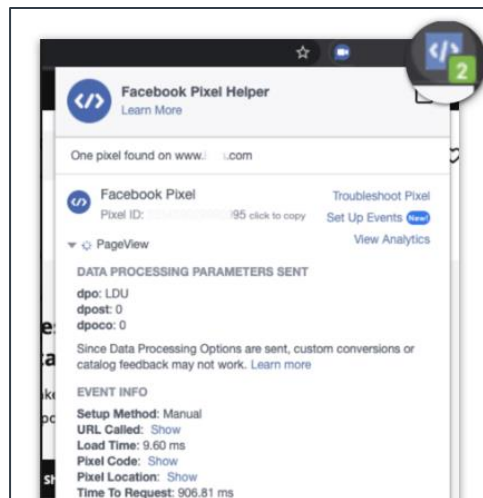 </> 2
</> Facebook Pixel Helper
Learn More
One pixel found on www. .com
</> Facebook Pixel Troubleshoot Pixel
Pixel ID: 95 click to copy Set Up Events New!
PageView View Analytics
DATA PROCESSING PARAMETERS SENT
dpo: LDU
dpost: 0
dpoco: 0
Since Data Processing Options are sent, custom conversions or
catalog feedback may not work. Learn more
EVENT INFO
Setup Method: Manual
URL Called: Show
Load Time: 9.60 ms
Pixel Code: Show
Pixel Location: Show
Time To Request: 906.81 ms